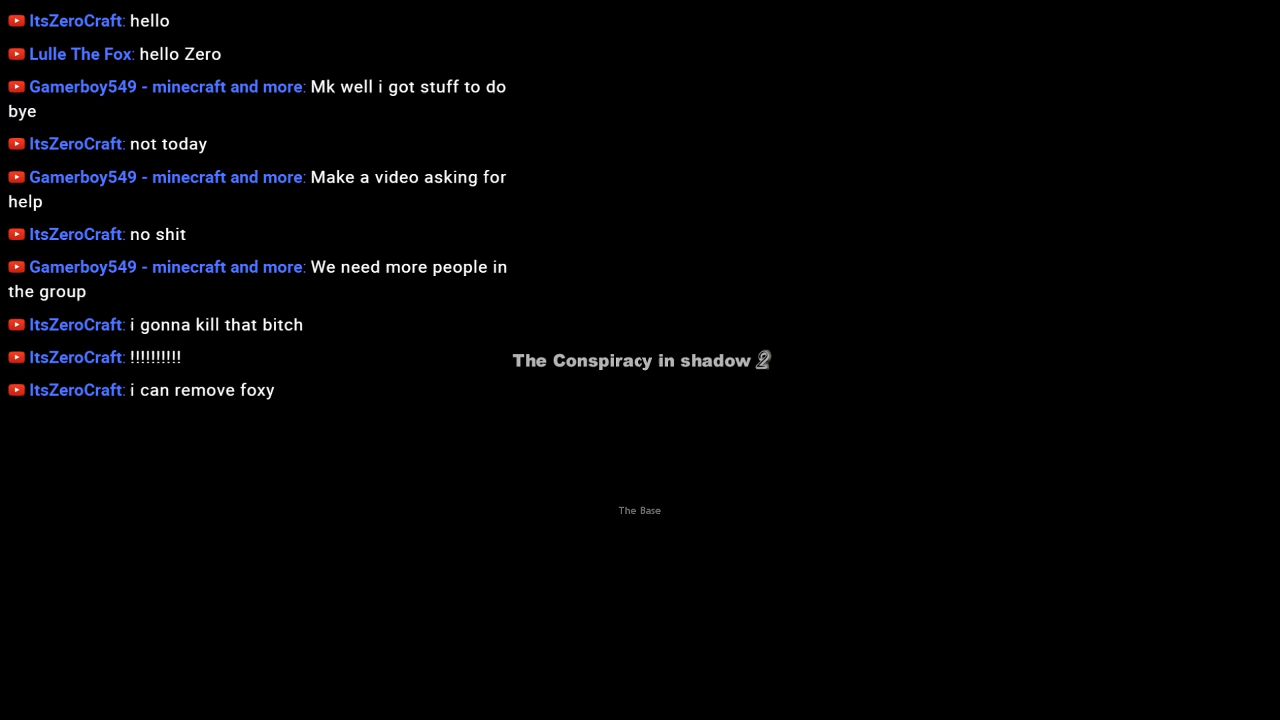 ItsZeroCraft: hello
Lulle The Fox: hello Zero
Gamerboy549 - minecraft and more: Mk well i got stuff to do
bye
ItsZeroCraft: not today
Gamerboy549 - minecraft and more: Make a video asking for
help
ItsZeroCraft: no shit
Gamerboy549 - minecraft and more: We need more people in
the group
ItsZeroCraft: i gonna kill that bitch
ItsZeroCraft: !!!!!!!!!!
The Conspiracy in shadow 2
ItsZeroCraft: i can remove foxy
The Base